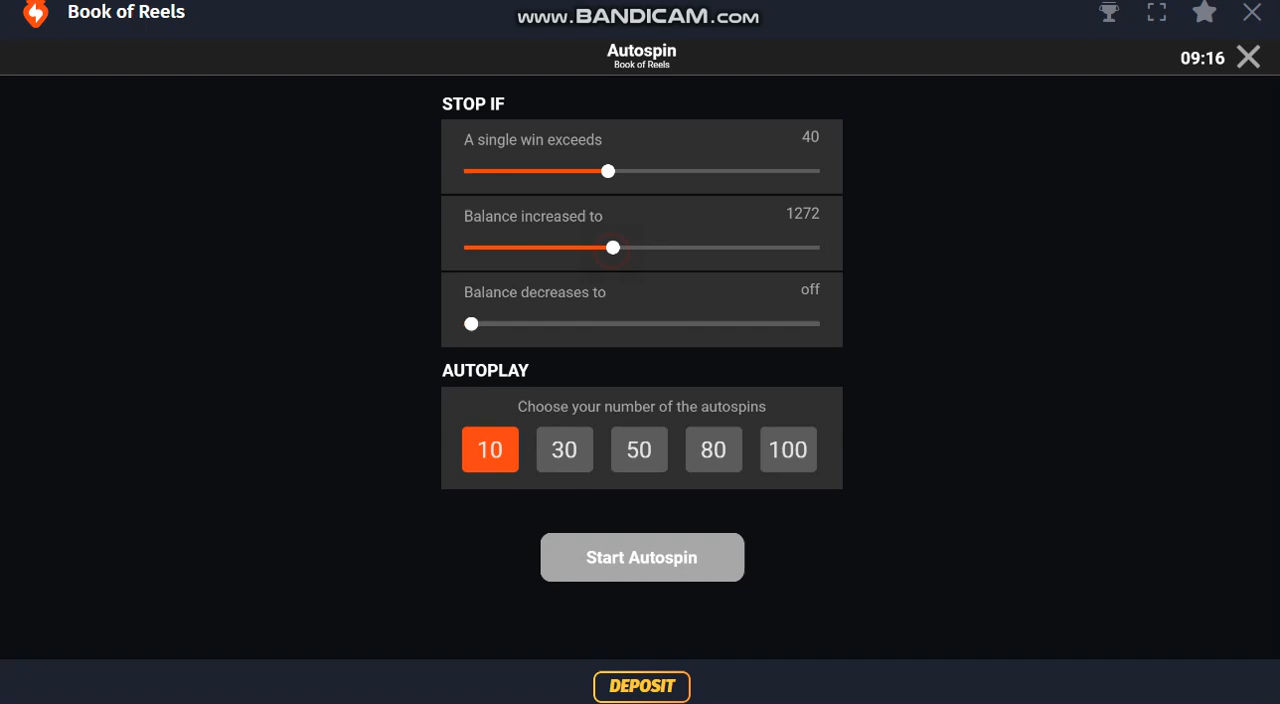 Book of Reels
www.BANDICAM.com
Autospin
Book of Reels
09:16
STOP IF
A single win exceeds 40
Balance increased to 1272
Balance decreases to off
AUTOPLAY
Choose your number of the autospins
10 30 50 80 100
Start Autospin
DEPOSIT